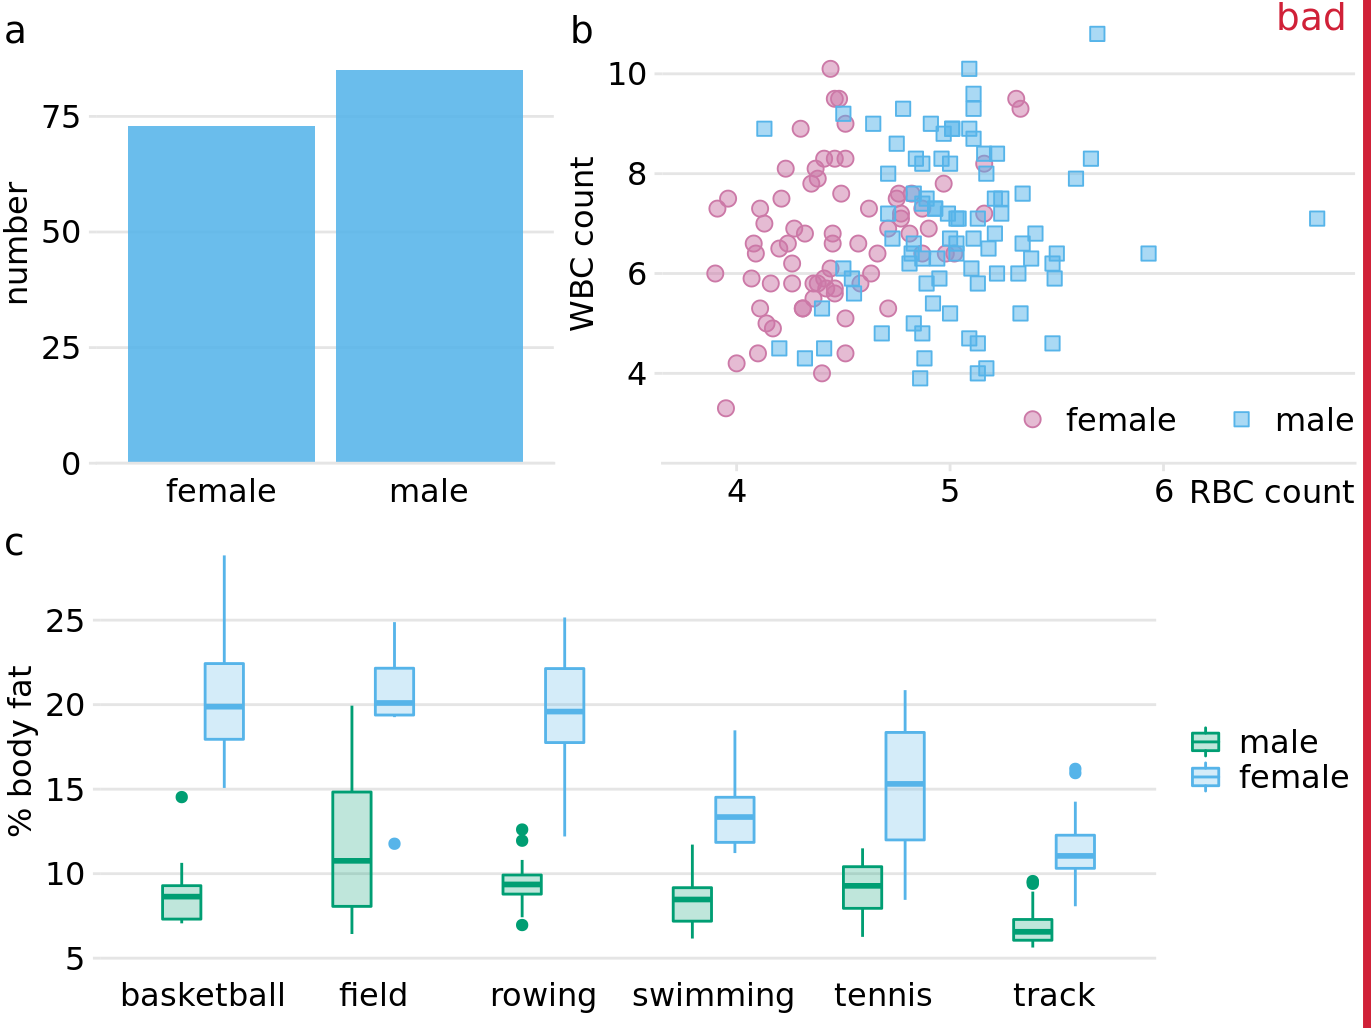 a
number
75
50
25
0
female male
b
bad
WBC count
10
8
6
4
female male
4 5 6 RBC count
c
% body fat
25
20
15
10
5
male
female
basketball field rowing swimming tennis track